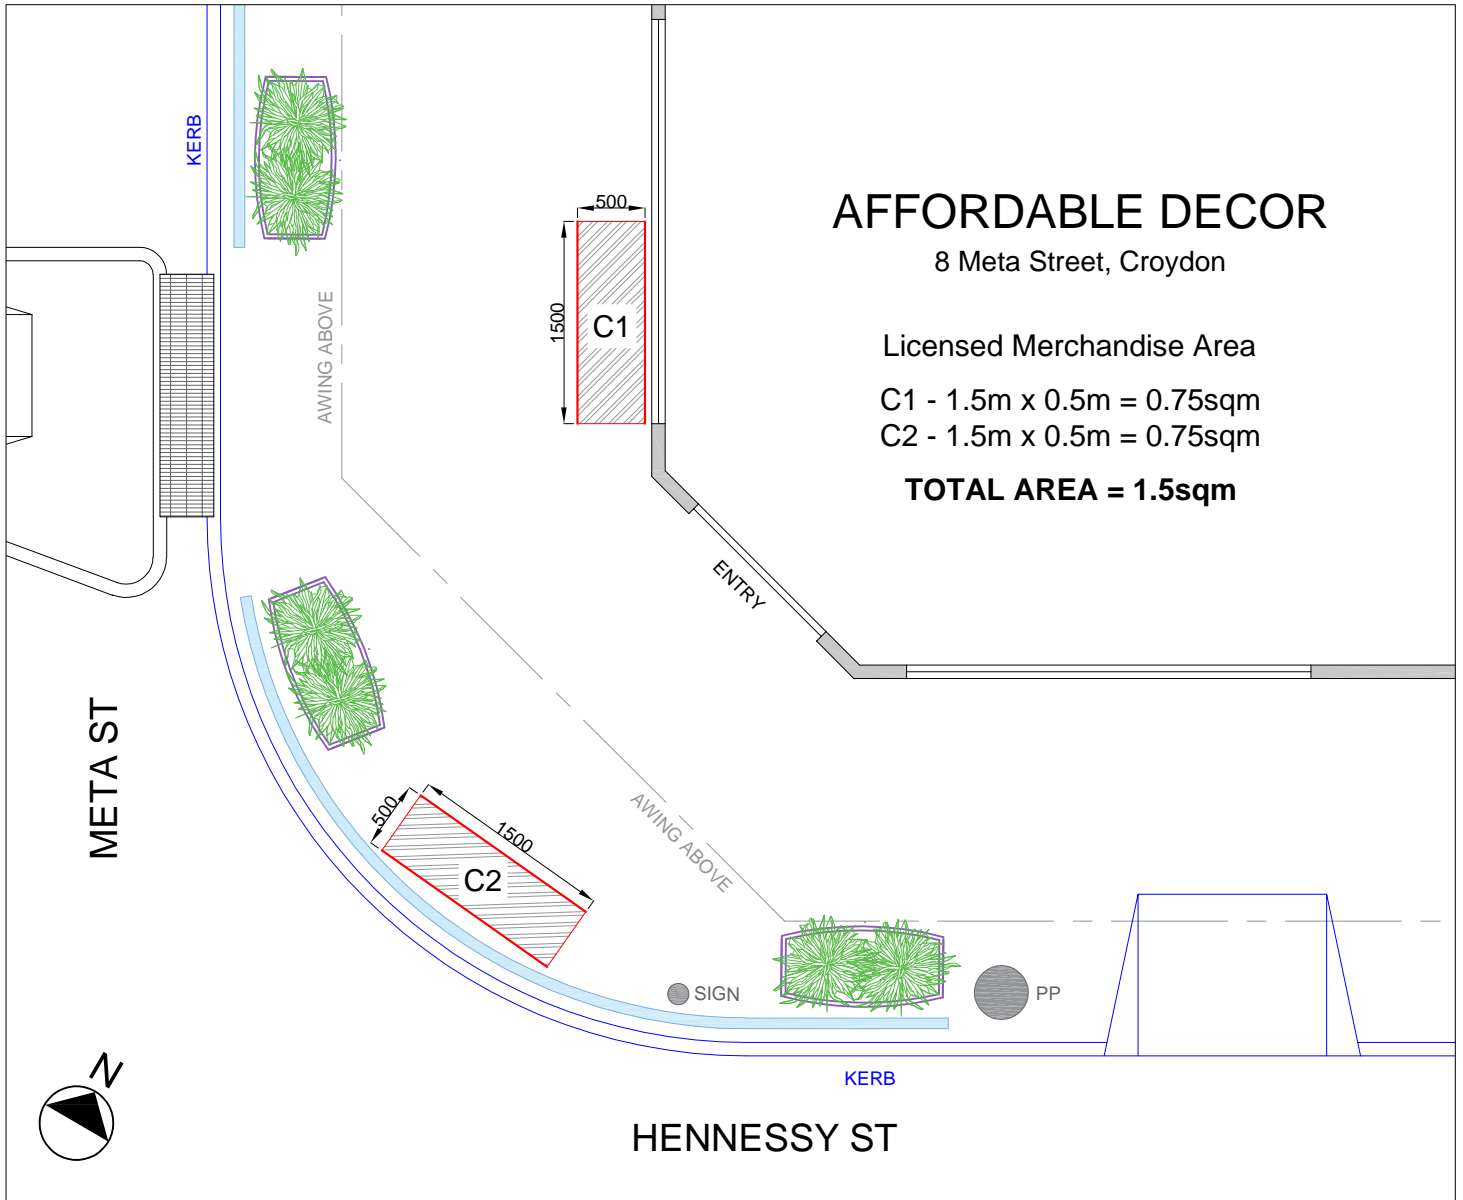 AFFORDABLE DECOR
8 Meta Street, Croydon
Licensed Merchandise Area
C1 - 1.5m x 0.5m = 0.75sqm
C2 - 1.5m x 0.5m = 0.75sqm
TOTAL AREA = 1.5sqm
KERB
500
1500
C1
AWING ABOVE
ENTRY
META ST
500
1500
C2
AWING ABOVE
SIGN
PP
KERB
N
HENNESSY ST